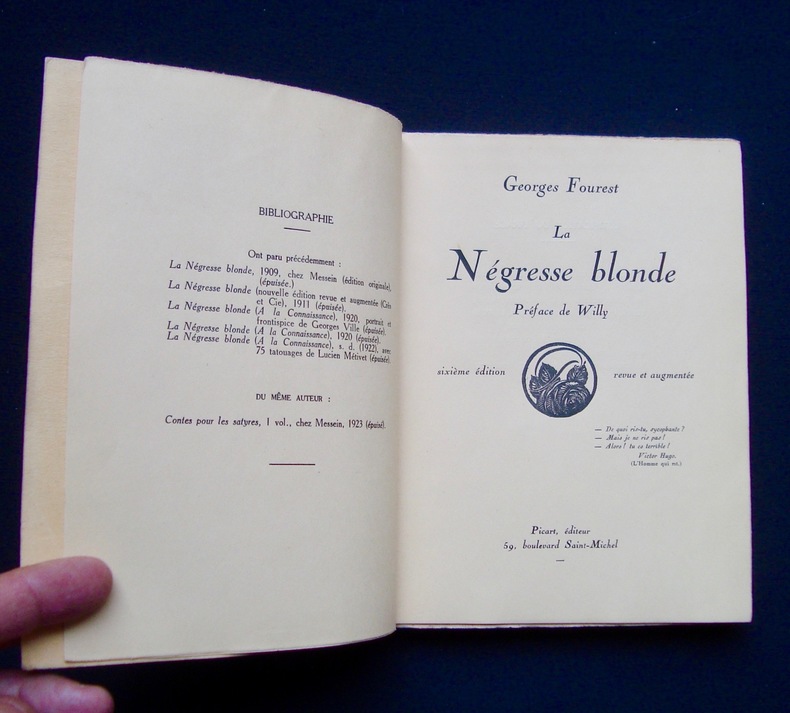 BIBLIOGRAPHIE
Ont paru précédemment :
La Négresse blonde, 1909, chez Messein (édition originale),
(épuisée.)
La Négresse blonde (nouvelle édition revue et augmentée (Crès
et Cie), 1911 (épuisée).
La Négresse blonde (A la Connaissance), 1920, portrait et
frontispice de Georges Ville (épuisée).
La Négresse blonde (A la Connaissance), 1920 (épuisée).
La Négresse blonde (A la Connaissance), s. d. (1922), avec
75 tatouages de Lucien Métivet (épuisée).
DU MÊME AUTEUR :
Contes pour les satyres, 1 vol., chez Messein, 1923 (épuisé).
Georges Fourest
La
Négresse blonde
Préface de Willy
sixième édition
revue et augmentée
— De quoi ris-tu, sycophante ?
— Mais je ne ris pas !
— Alors ! tu es terrible !
Victor Hugo.
(L'Homme qui rit.)
Picart, éditeur
59, boulevard Saint-Michel